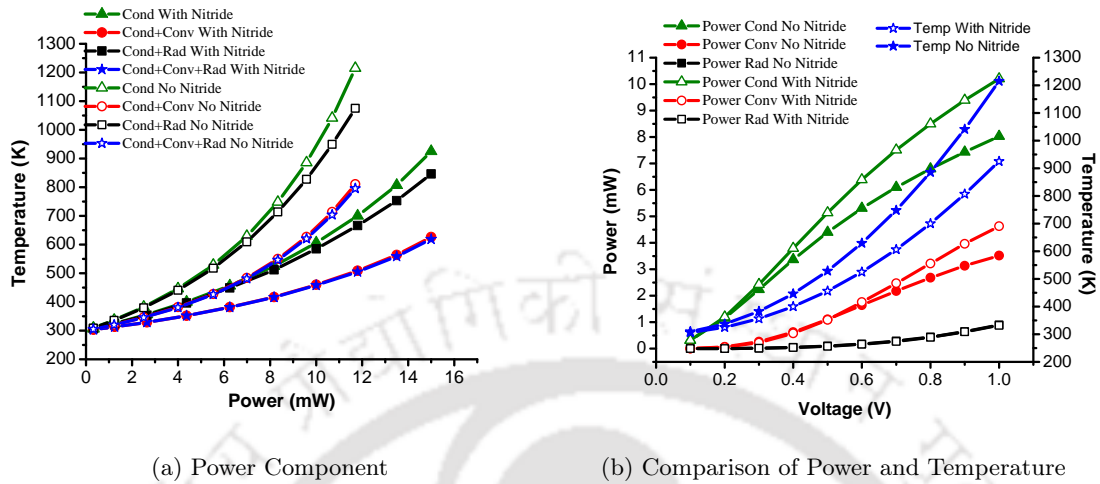 Cond With Nitride
Cond+Conv With Nitride
Cond+Rad With Nitride
Cond+Conv+Rad With Nitride
Cond No Nitride
Cond+Conv No Nitride
Cond+Rad No Nitride
Cond+Conv+Rad No Nitride
1300
1200
1100
1000
900
800
700
600
500
400
300
200
Temperature (K)
0 2 4 6 8 10 12 14 16
Power (mW)
(a) Power Component
Power Cond No Nitride
Power Conv No Nitride
Power Rad No Nitride
Power Cond With Nitride
Power Conv With Nitride
Power Rad With Nitride
Temp With Nitride
Temp No Nitride
11
10
9
8
7
6
5
4
3
2
1
0
Power (mW)
1300
1200
1100
1000
900
800
700
600
500
400
300
200
Temperature (K)
0.0 0.2 0.4 0.6 0.8 1.0
Voltage (V)
(b) Comparison of Power and Temperature